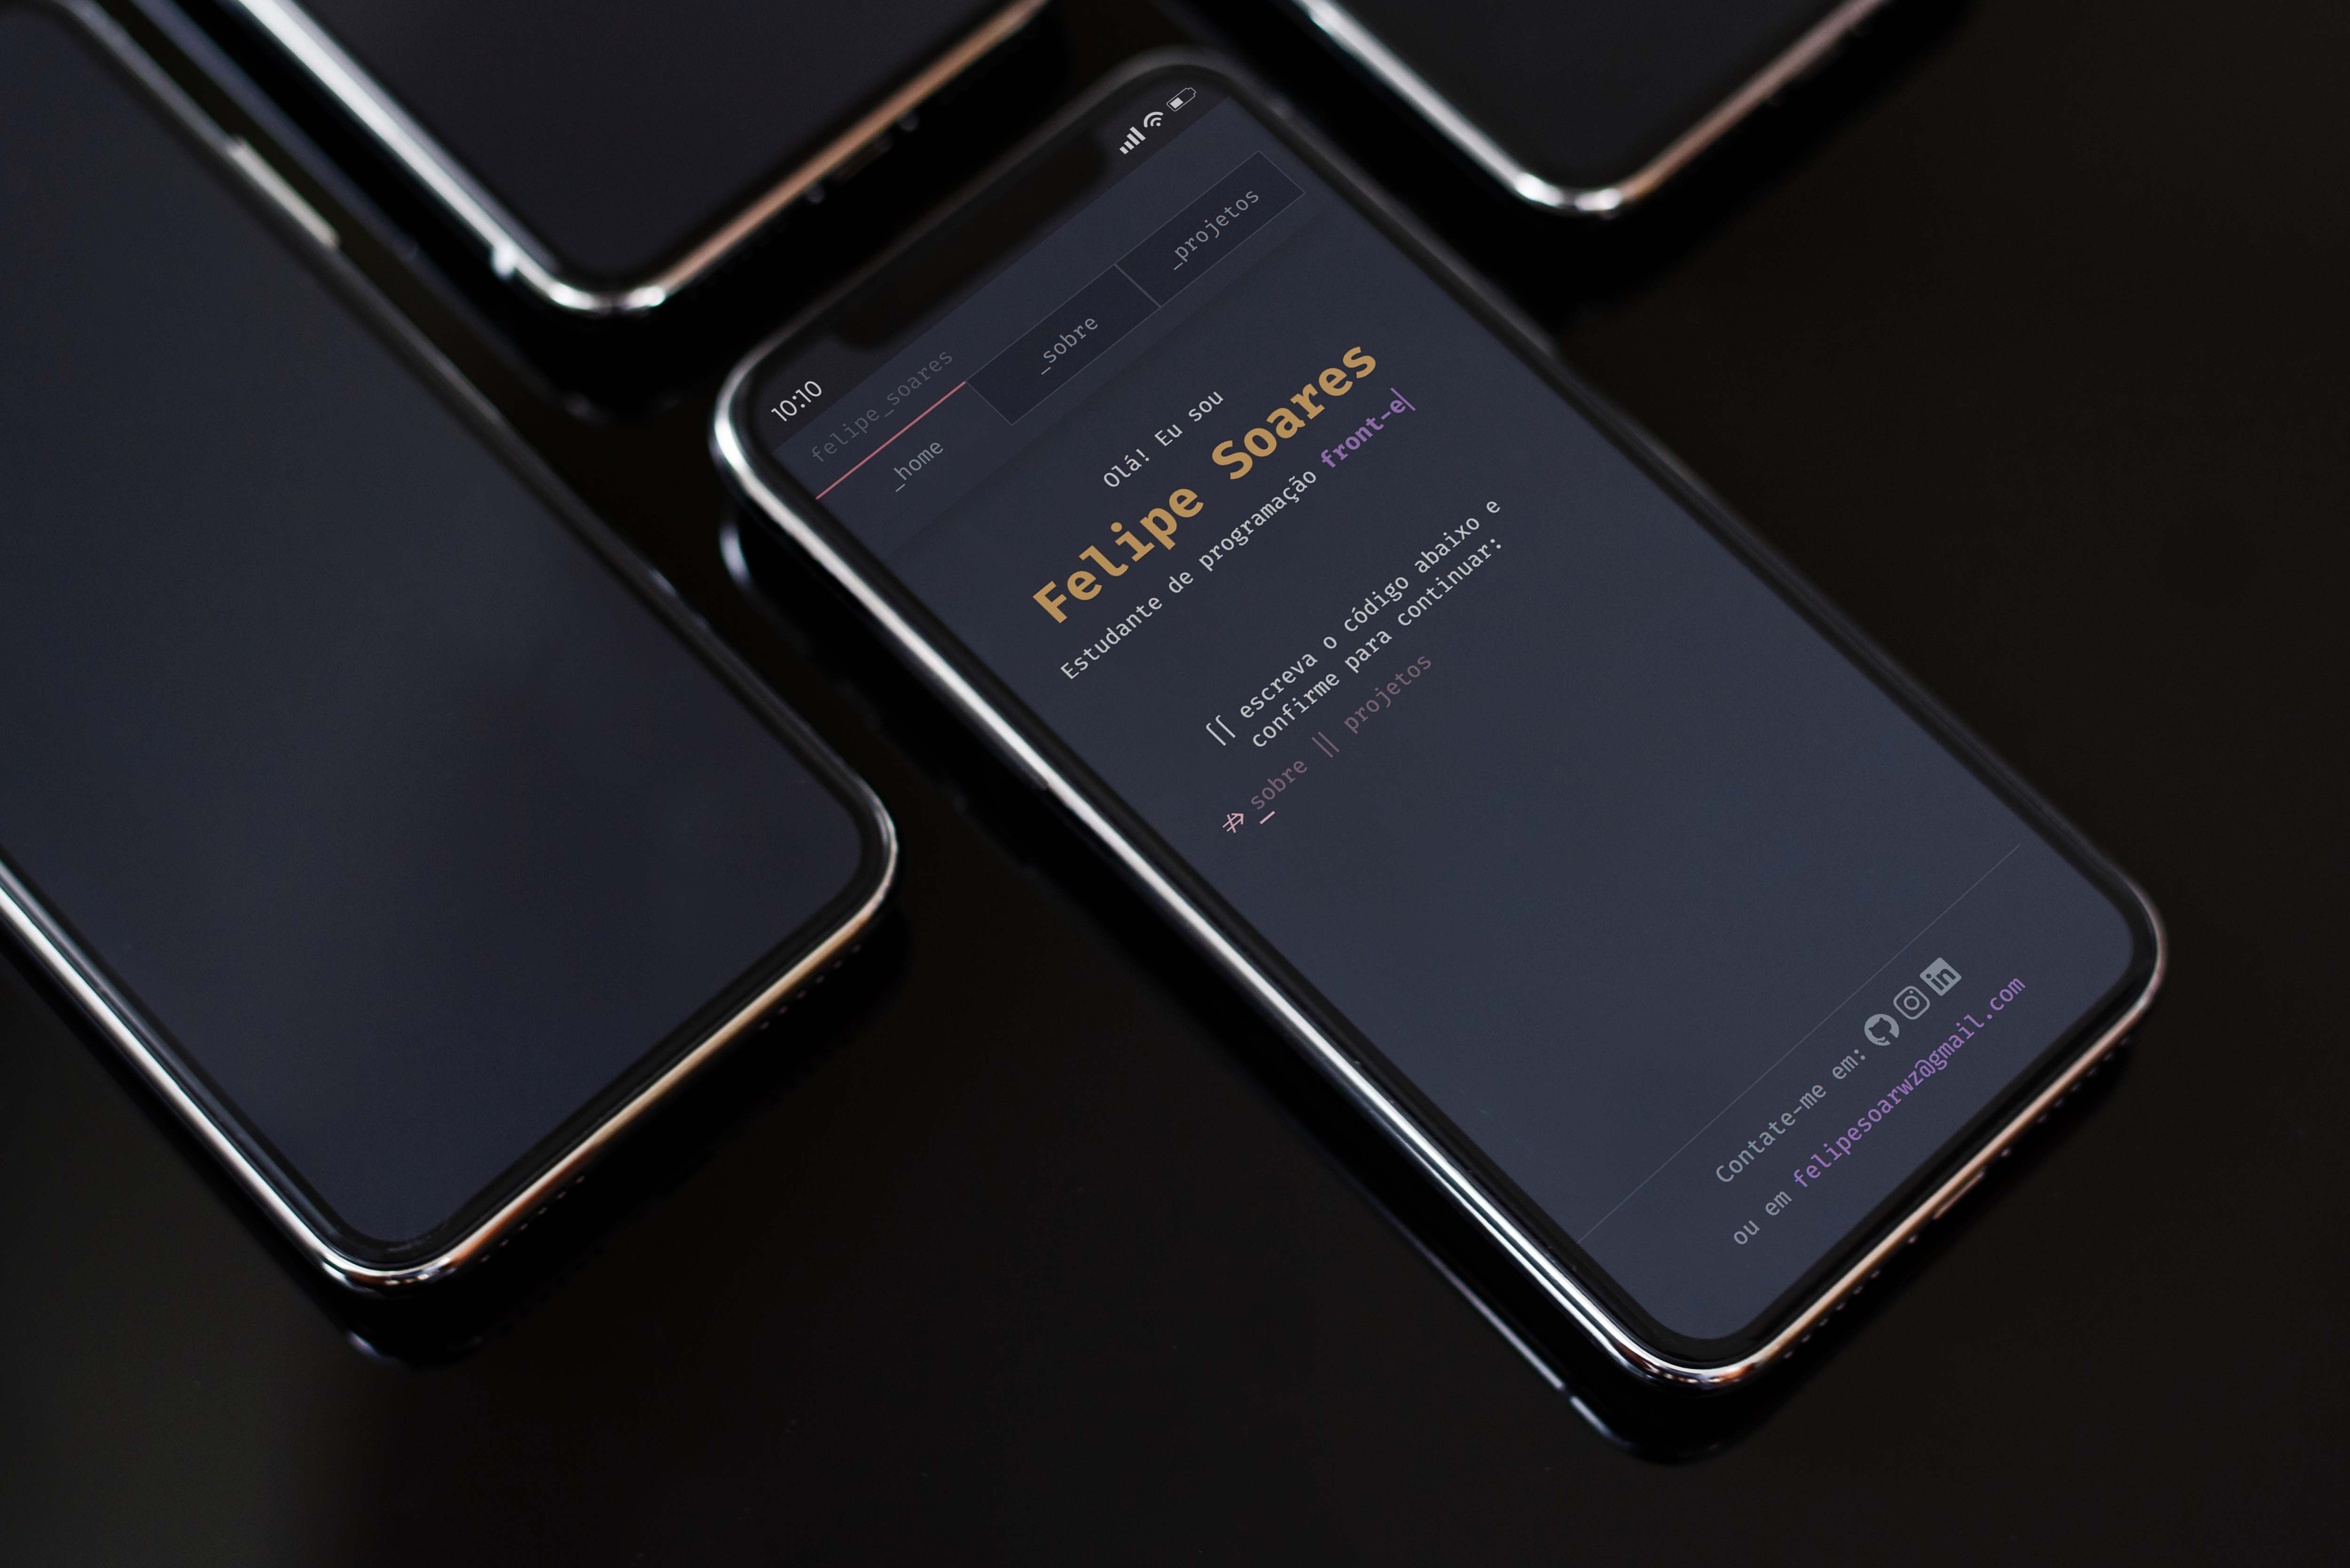 10:10
felipe_soares
_home
_sobre
_projetos
Olá! Eu sou
Felipe Soares
Estudante de programação front-e|
// escreva o código abaixo e
confirme para continuar:
=> sobre || projetos
Contate-me em:
ou em felipesoarwz@gmail.com